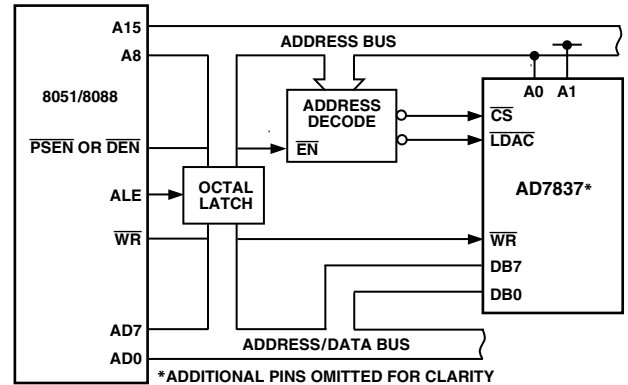 A15
ADDRESS BUS
A8
A0 A1
8051/8088
ADDRESS
DECODE
CS
PSEN OR DEN
EN
LDAC
OCTAL
LATCH
ALE
AD7837*
WR
WR
DB7
DB0
AD7
ADDRESS/DATA BUS
AD0
*ADDITIONAL PINS OMITTED FOR CLARITY